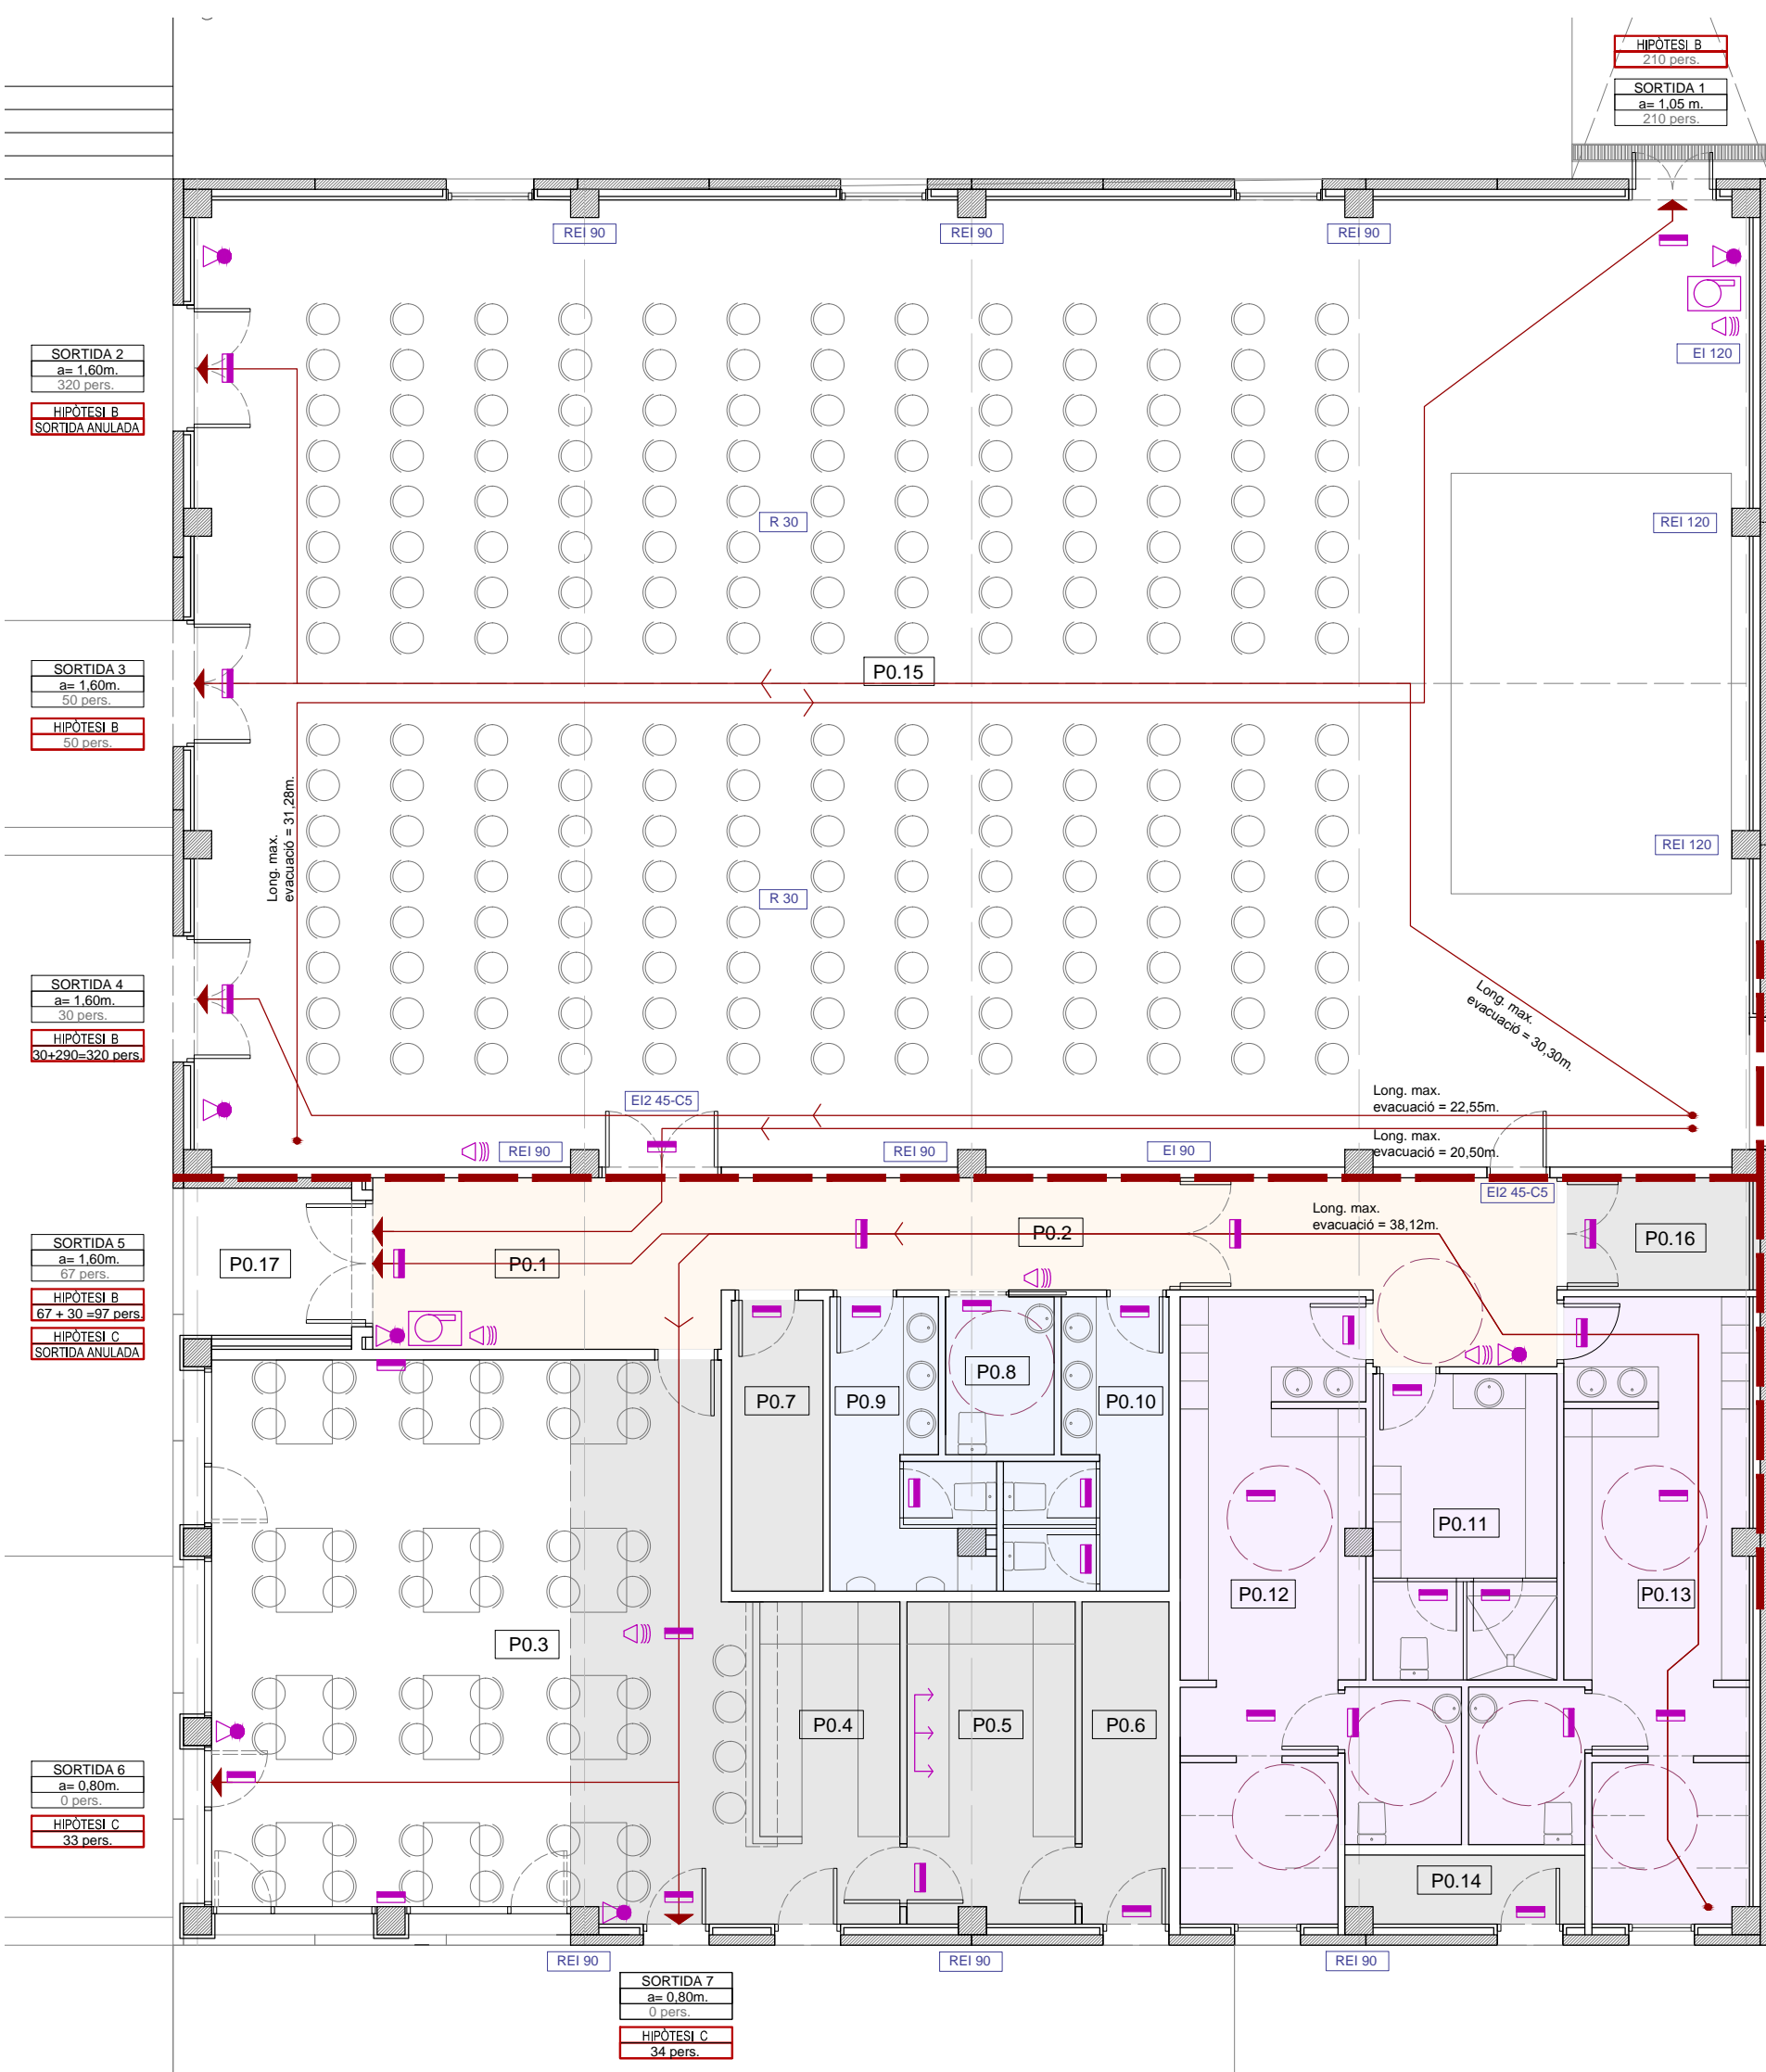 HIPÒTESI B
210 pers.
SORTIDA 1
a= 1,05 m.
210 pers.
REI 90
REI 90
REI 90
EI 120
SORTIDA 2
a= 1,60m.
320 pers.
HIPÒTESI B
SORTIDA ANULADA
R 30
REI 120
SORTIDA 3
a= 1,60m.
50 pers.
HIPÒTESI B
50 pers.
P0.15
Long. max.
evacuació = 31,28m.
REI 120
R 30
SORTIDA 4
a= 1,60m.
30 pers.
HIPÒTESI B
30+290=320 pers.
Long. max.
evacuació = 30,30m.
EI2 45-C5
Long. max.
evacuació = 22,55m.
REI 90
REI 90
EI 90
Long. max.
evacuació = 20,50m.
EI2 45-C5
SORTIDA 5
a= 1,60m.
67 pers.
HIPÒTESI B
67 + 30 =97 pers.
HIPÒTESI C
SORTIDA ANULADA
P0.17
P0.1
P0.2
Long. max.
evacuació = 38,12m.
P0.16
P0.7
P0.9
P0.8
P0.10
P0.11
P0.12
P0.13
P0.3
P0.4
P0.5
P0.6
SORTIDA 6
a= 0,80m.
0 pers.
HIPÒTESI C
33 pers.
P0.14
REI 90
REI 90
REI 90
SORTIDA 7
a= 0,80m.
0 pers.
HIPÒTESI C
34 pers.